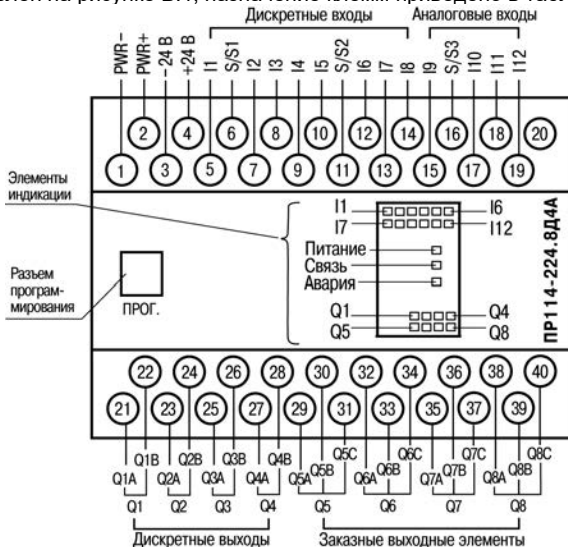 Дискретные входы Аналоговые входы
PWR− PWR+ −24 В +24 В I1 S/S1 I2 I3 I4 I5 S/S2 I6 I7 I8 I9 S/S3 I10 I11 I12
2 4 6 8 10 12 14 16 18 20
1 3 5 7 9 11 13 15 17 19
Элементы
индикации
I1 I6
I7 I12
Питание
Связь
Авария
Q1 Q4
Q5 Q8
Разъем
програм-
мирования
ПРОГ.
ПР114-224.8Д4А
22 24 26 28 30 32 34 36 38 40
21 23 25 27 29 31 33 35 37 39
Q1A Q1B Q2A Q2B Q3A Q3B Q4A Q4B Q5A Q5B Q5C Q6A Q6B Q6C Q7A Q7B Q7C Q8A Q8B Q8C
Q1 Q2 Q3 Q4 Q5 Q6 Q7 Q8
Дискретные выходы Заказные выходные элементы